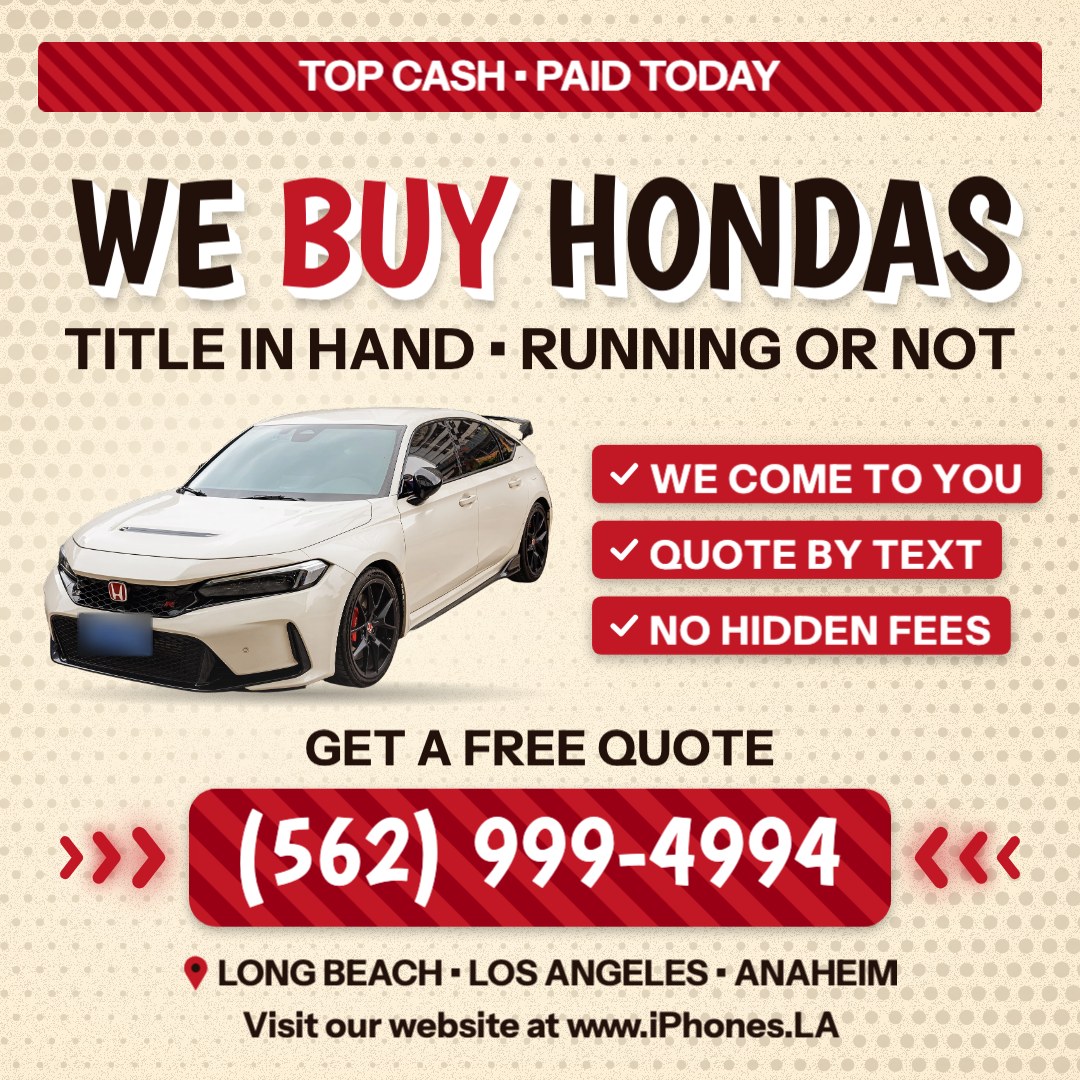 TOP CASH ▪ PAID TODAY
WE BUY HONDAS
TITLE IN HAND ▪ RUNNING OR NOT
✓ WE COME TO YOU
✓ QUOTE BY TEXT
✓ NO HIDDEN FEES
GET A FREE QUOTE
(562) 999-4994
LONG BEACH ▪ LOS ANGELES ▪ ANAHEIM
Visit our website at www.iPhones.LA